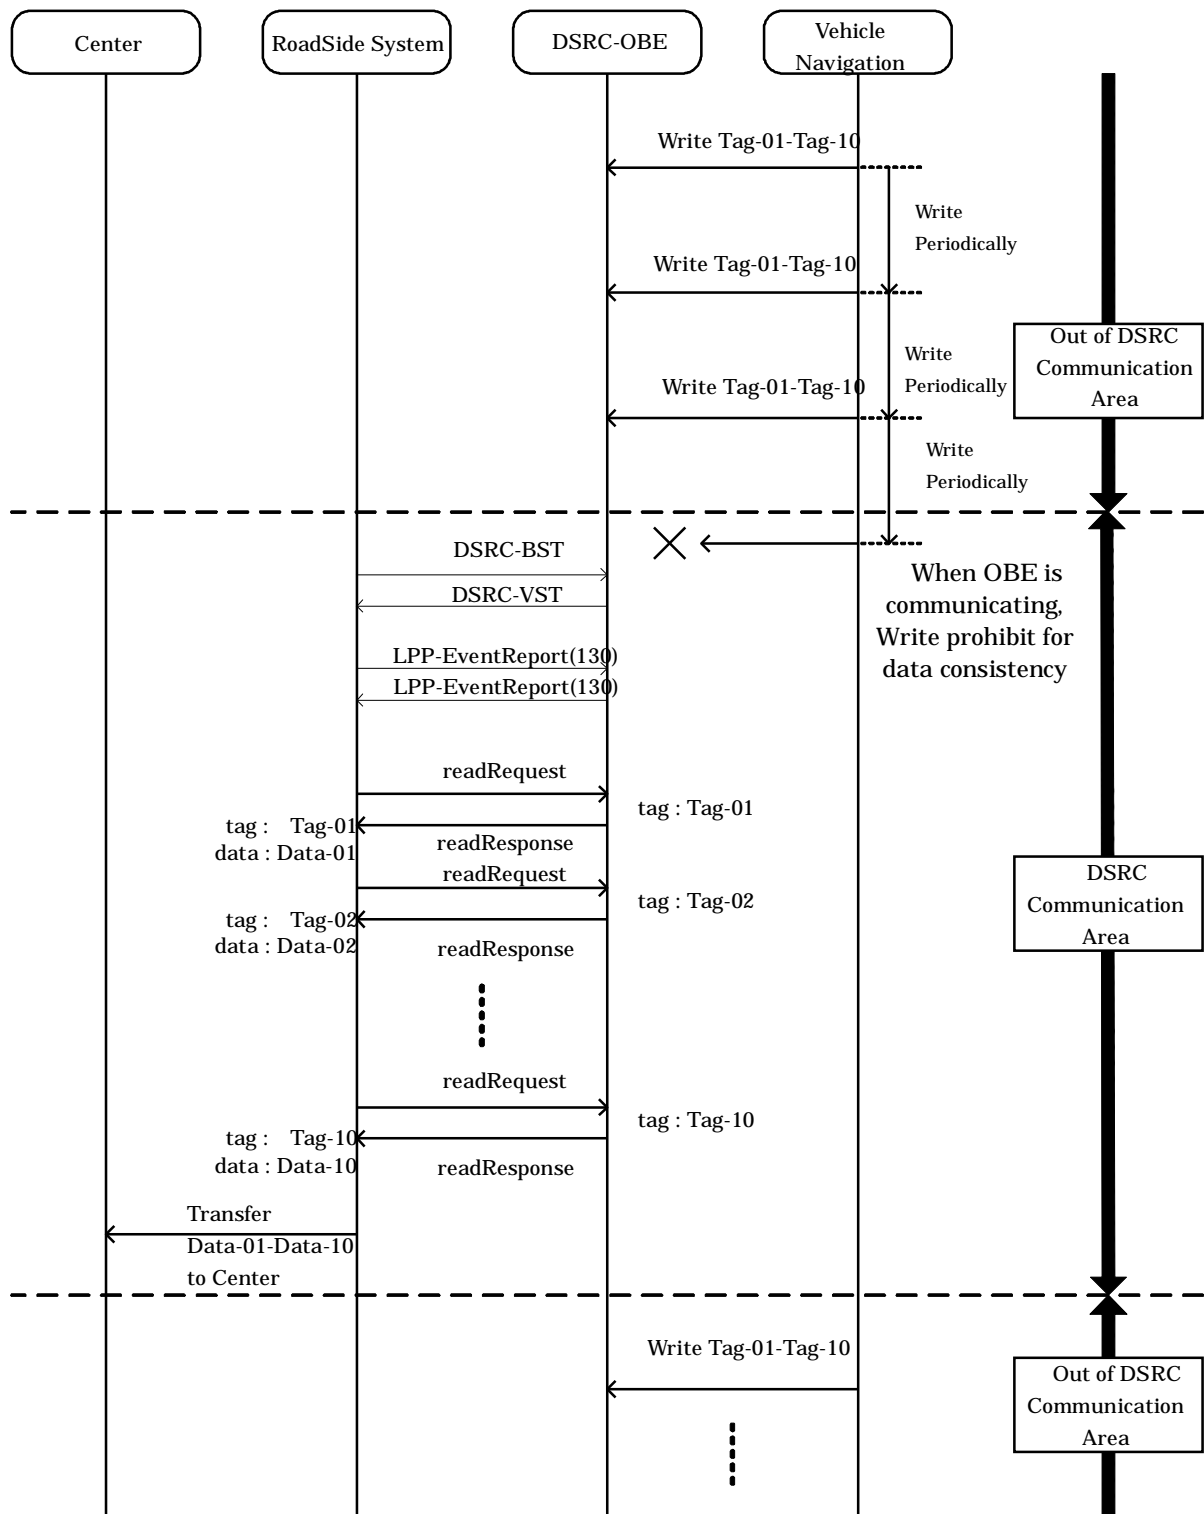 Center
RoadSide System
DSRC-OBE
Vehicle
Navigation
Write Tag-01-Tag-10
Write
Periodically
Write Tag-01-Tag-10
Out of DSRC
Communication
Area
Write
Periodically
Write Tag-01-Tag-10
Write
Periodically
DSRC-BST
When OBE is
communicating,
Write prohibit for
data consistency
DSRC-VST
LPP-EventReport(130)
LPP-EventReport(130)
readRequest
tag : Tag-01
tag : Tag-01
data : Data-01
readResponse
readRequest
DSRC
Communication
Area
tag : Tag-02
tag : Tag-02
data : Data-02
readResponse
readRequest
tag : Tag-10
tag : Tag-10
data : Data-10
readResponse
Transfer
Data-01-Data-10
to Center
Write Tag-01-Tag-10
Out of DSRC
Communication
Area